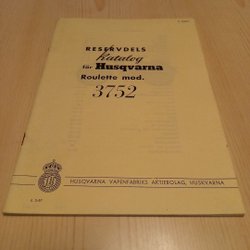 RESERVDELS
Katalog
för Husqvarna
Roulette mod.
3752
HUSQVARNA VAPENFABRIKS AKTIEBOLAG, HUSKVARNA